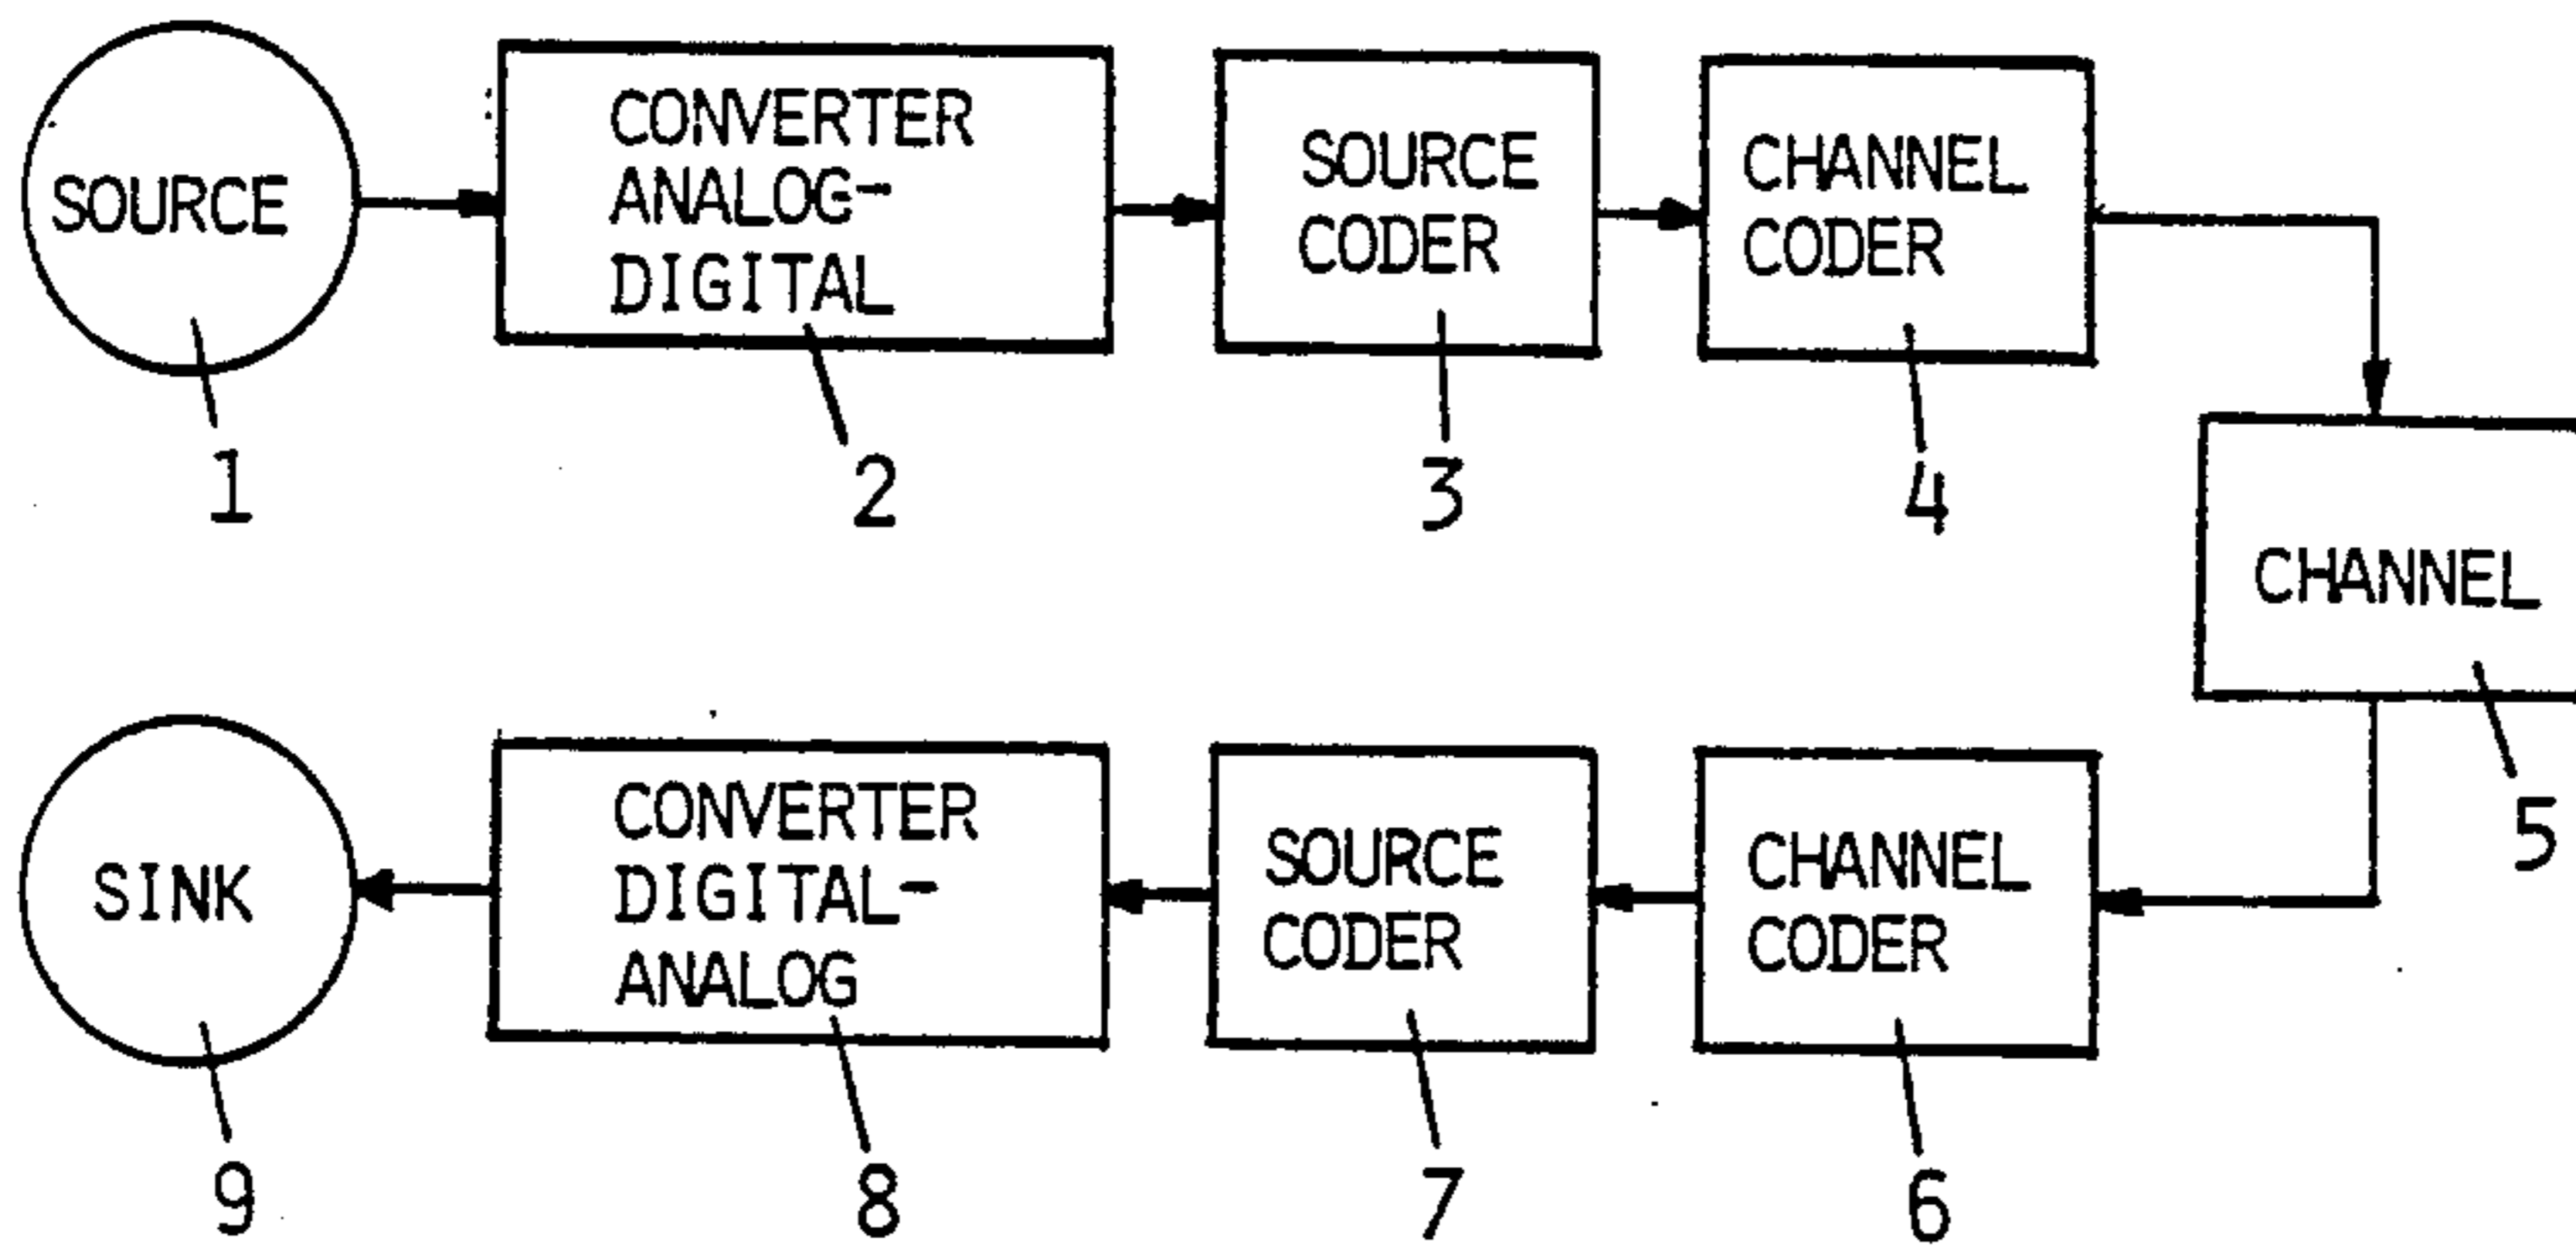 SOURCE
CONVERTER
ANALOG-
DIGITAL
SOURCE
CODER
CHANNEL
CODER
1
2
3
4
CHANNEL
5
SINK
CONVERTER
DIGITAL-
ANALOG
SOURCE
CODER
CHANNEL
CODER
9
8
7
6